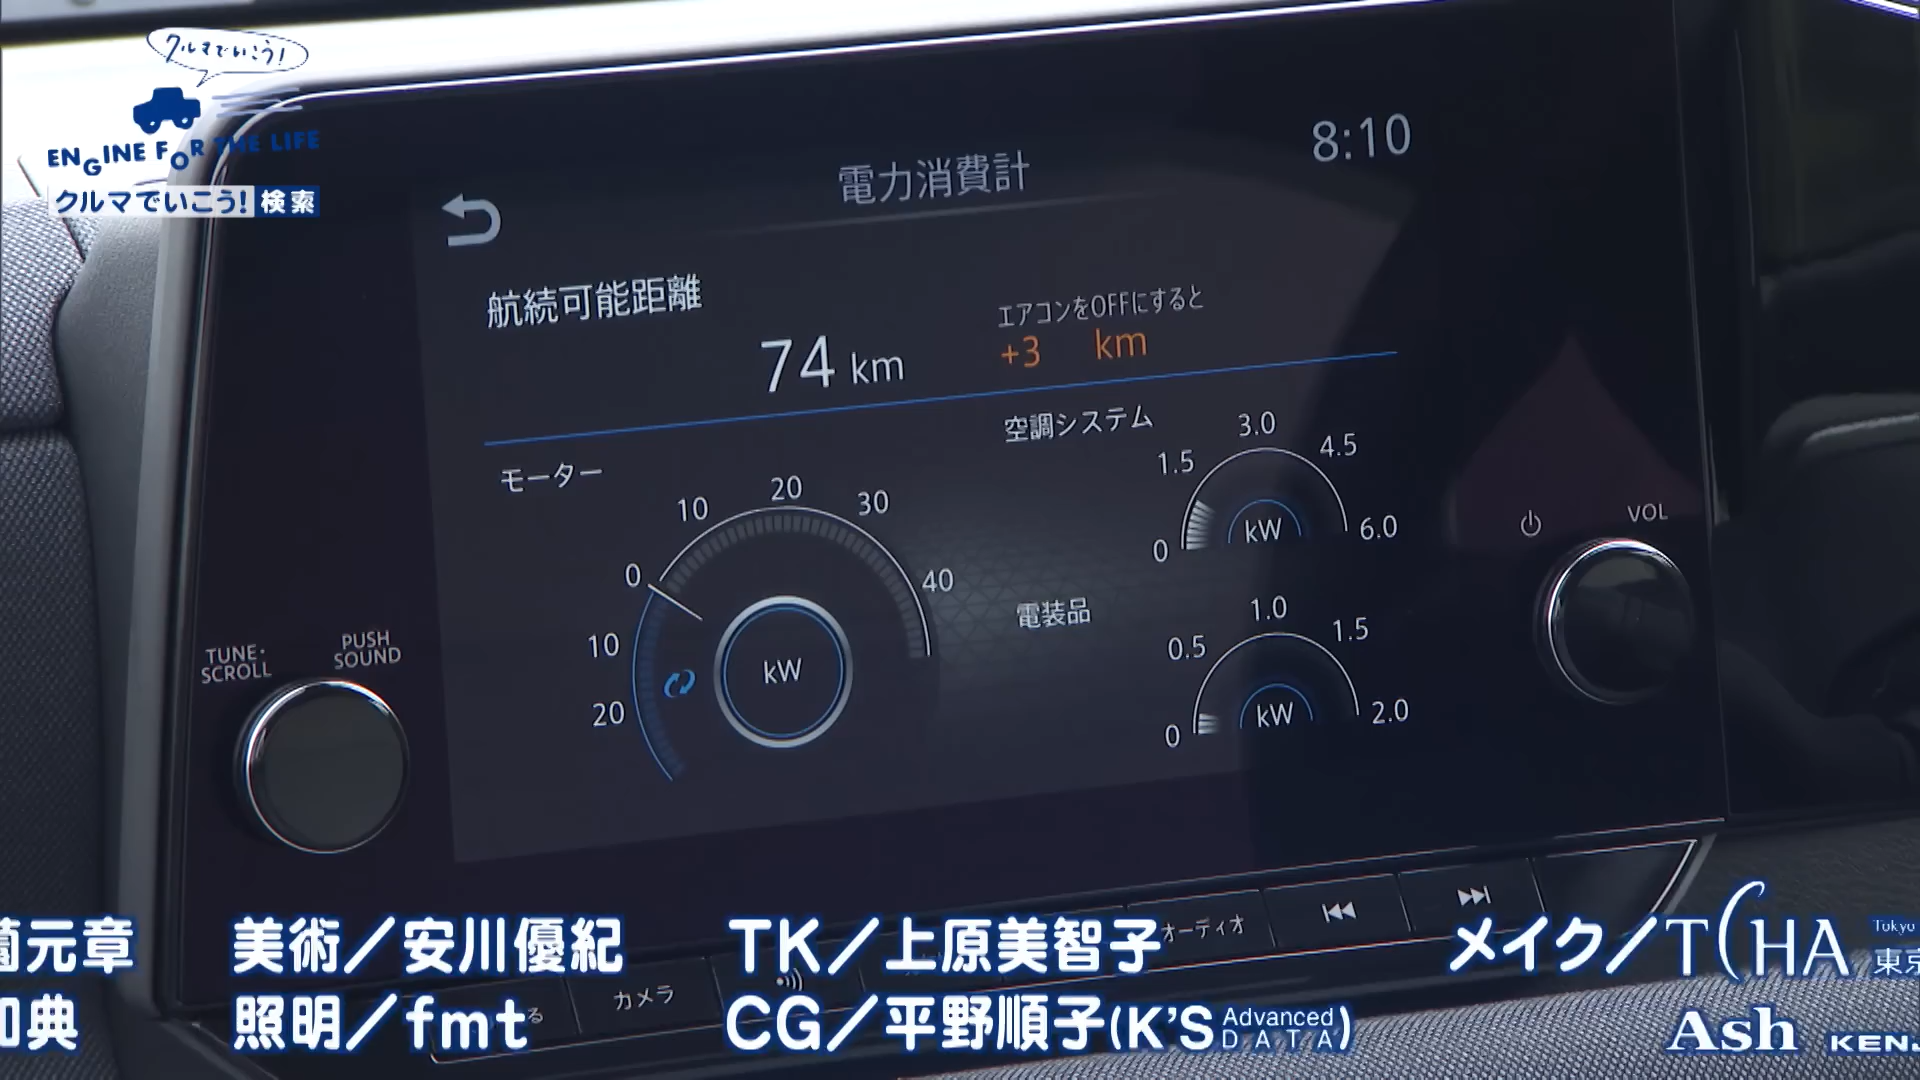 クルマでいこう!
ENGINE FOR THE LIFE
クルマでいこう! 検索
8:10
電力消費計
航続可能距離
74 km
エアコンをOFFにすると
+3 km
モーター
空調システム
0 1.5 3.0 4.5 6.0
kW
20 10 0 10 20 30 40
kW
電装品
0 0.5 1.0 1.5 2.0
kW
TUNE・SCROLL
PUSH SOUND
VOL
オーディオ
カメラ
る
元章 美術/安川優紀 TK/上原美智子 メイク/TCHA Tokyo 東京
典 照明/fmt CG/平野順子(K'S Advanced DATA) Ash KENJ